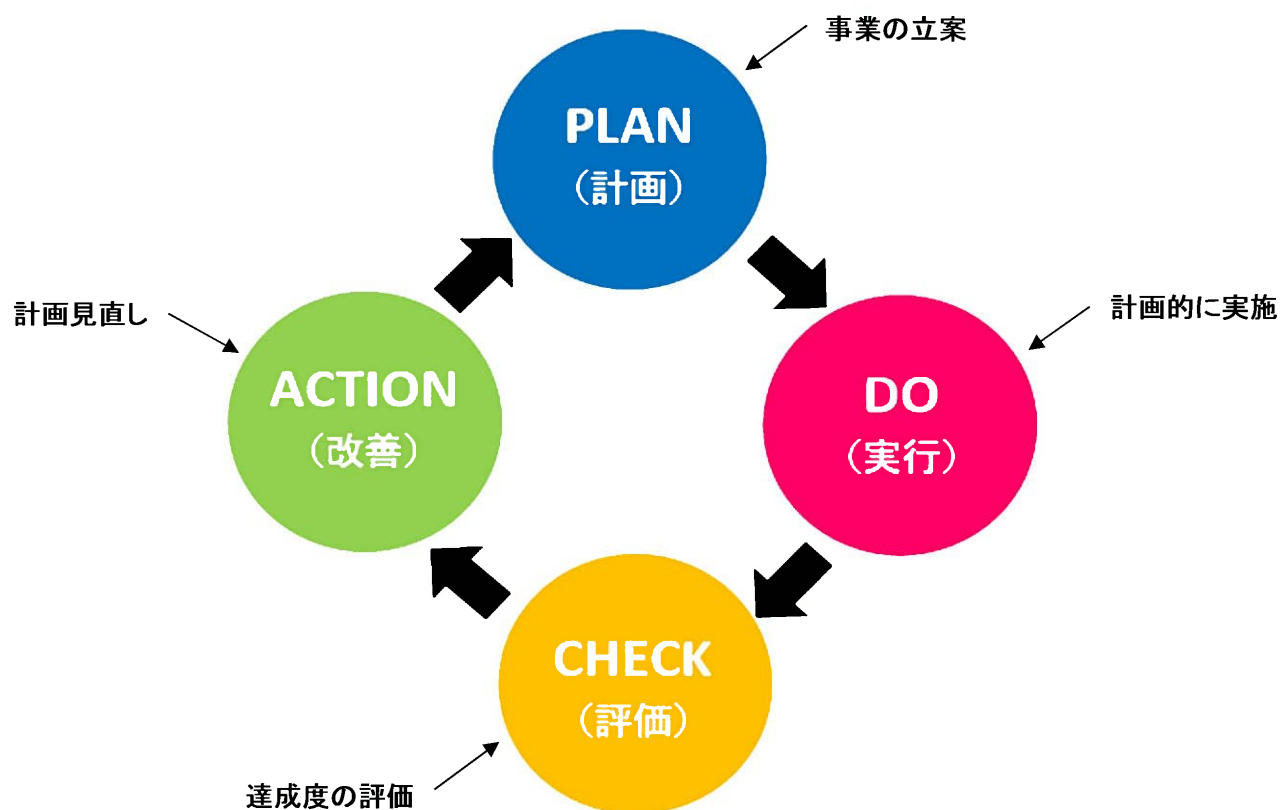 事業の立案
PLAN
（計画）
計画見直し
計画的に実施
ACTION
（改善）
DO
（実行）
CHECK
（評価）
達成度の評価